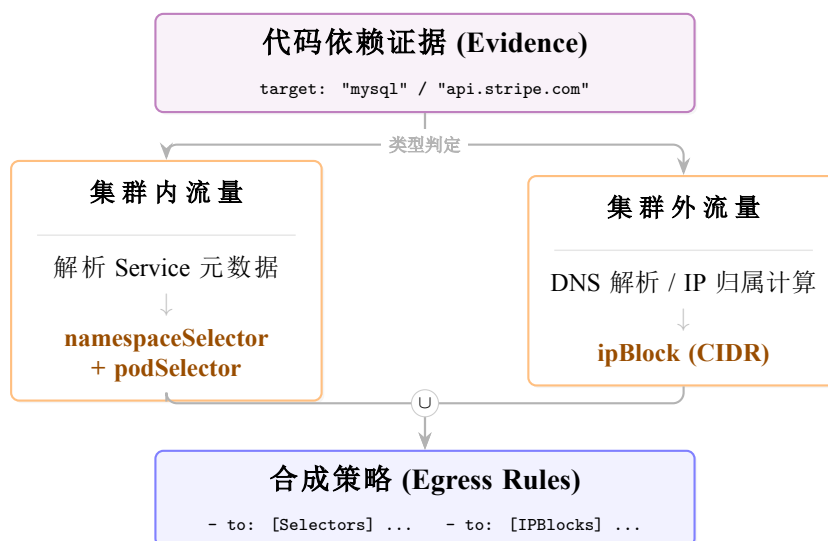 代码依赖证据 (Evidence)
target: "mysql" / "api.stripe.com"
类型判定
集群内流量
解析 Service 元数据
↓
namespaceSelector
+ podSelector
集群外流量
DNS 解析 / IP 归属计算
↓
ipBlock (CIDR)
∪
合成策略 (Egress Rules)
- to: [Selectors] ... - to: [IPBlocks] ...